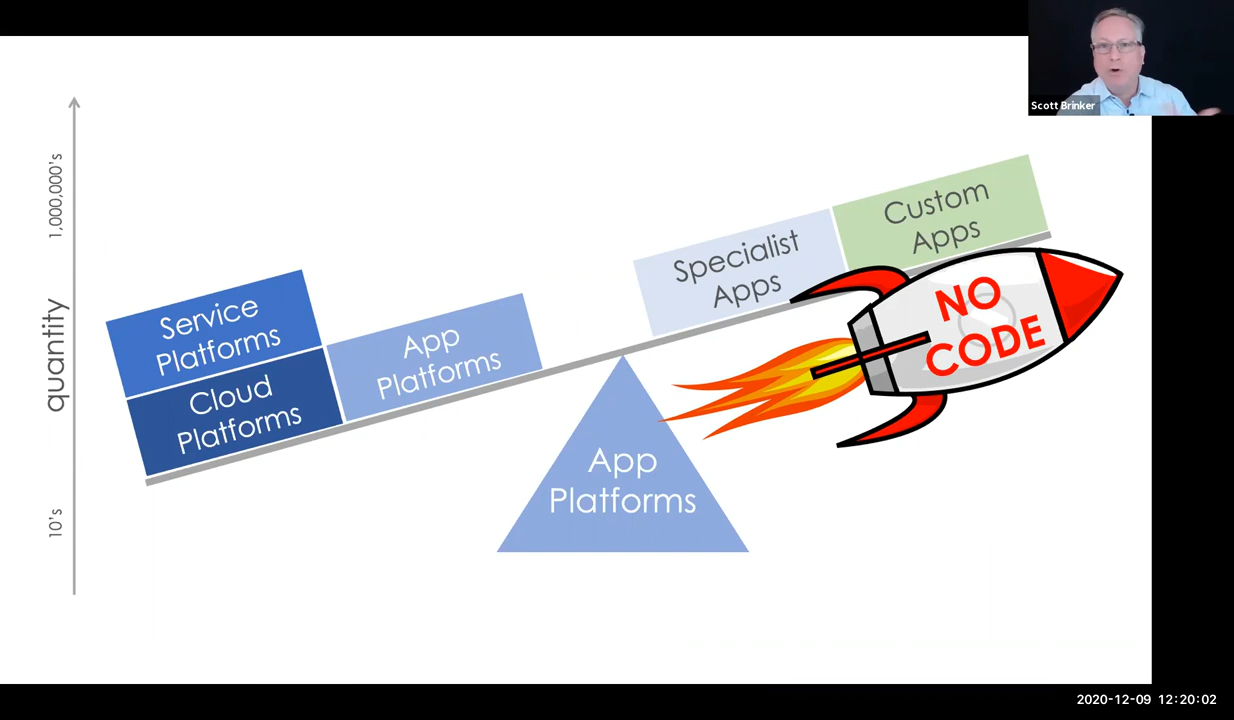 Scott Brinker
quantity
1,000,000's
10's
Service
Platforms
Cloud
Platforms
App
Platforms
Specialist
Apps
Custom
Apps
NO
CODE
App
Platforms
2020-12-09 12:20:02